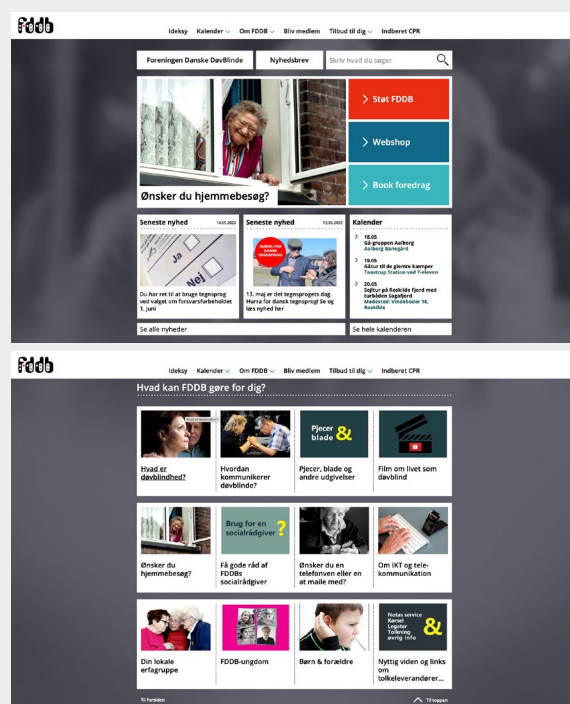 Fddb
Ideksy Kalender Om FDDB Bliv medlem Tilbud til dig Indberet CPR
Foreningen Danske DøvBlinde
Nyhedsbrev
Skriv hvad du søger
Støt FDDB
Webshop
Book foredrag
Ønsker du hjemmebesøg?
Seneste nyhed 14.05.2022
Ja
Nej
Du har ret til at bruge tegnsprog
ved valget om forsvarsforbeholdet
1. juni
Seneste nyhed 13.05.2022
HURRA FOR
DANSK
TEGNSPROG!
13. maj er det tegnsprogets dag.
Hurra for dansk tegnsprog! Se og
læs nyhed her
Kalender
18.05
Gå-gruppen Aalborg
Aalborg Banegård
19.05
Gåtur til de glemte kæmper
Taastrup Station ved 7-eleven
20.05
Sejltur på Roskilde Fjord med
turbåden Sagafjord
Mødested: Vindeboder 18,
Roskilde
Se alle nyheder
Se hele kalenderen
Fddb
Ideksy Kalender Om FDDB Bliv medlem Tilbud til dig Indberet CPR
Hvad kan FDDB gøre for dig?
Hvad er
døvblindhed?
Hvordan
kommunikerer
døvblinde?
Pjecer
blade &
Pjecer, blade og
andre udgivelser
Film om livet som
døvblind
Ønsker du
hjemmebesøg?
Brug for en
socialrådgiver ?
Få gode råd af
FDDBs
socialrådgiver
Ønsker du en
telefonven eller en
at maile med?
Om IKT og tele-
kommunikation
Din lokale
erfagruppe
FDDB-ungdom
Børn & forældre
Notas service
Kørsel
Legater
Tolkning
øvrig info &
Nyttig viden og links
om
tolkeleverandører...
Til forsiden
Til toppen